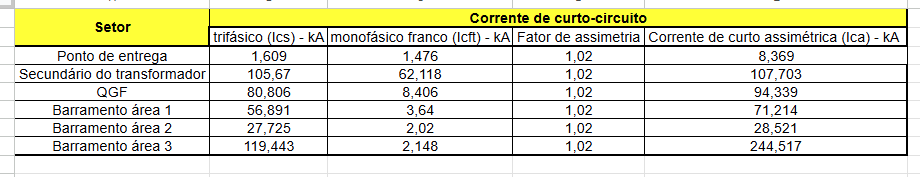 Setor Corrente de curto-circuito
trifásico (Ics) - kA monofásico franco (Icft) - kA Fator de assimetria Corrente de curto assimétrica (Ica) - kA
Ponto de entrega 1,609 1,476 1,02 8,369
Secundário do transformador 105,67 62,118 1,02 107,703
QGF 80,806 8,406 1,02 94,339
Barramento área 1 56,891 3,64 1,02 71,214
Barramento área 2 27,725 2,02 1,02 28,521
Barramento área 3 119,443 2,148 1,02 244,517